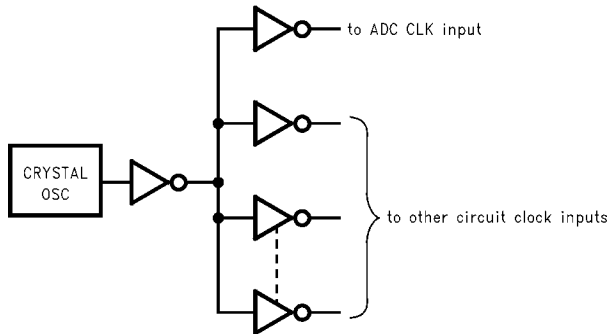 to ADC CLK input
CRYSTAL
OSC
to other circuit clock inputs